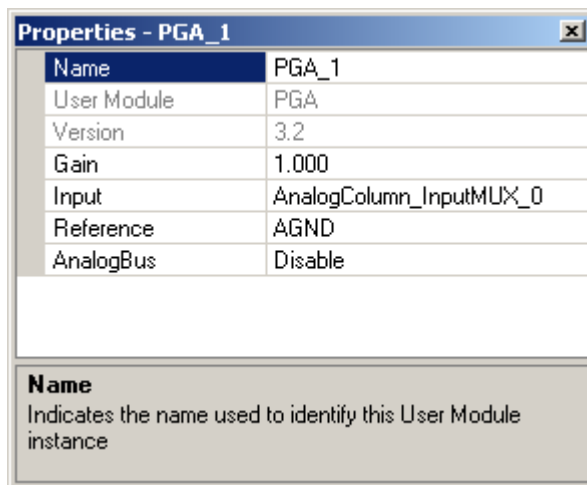 Properties - PGA_1
Name PGA_1
User Module PGA
Version 3.2
Gain 1.000
Input AnalogColumn_InputMUX_0
Reference AGND
AnalogBus Disable
Name
Indicates the name used to identify this User Module
instance